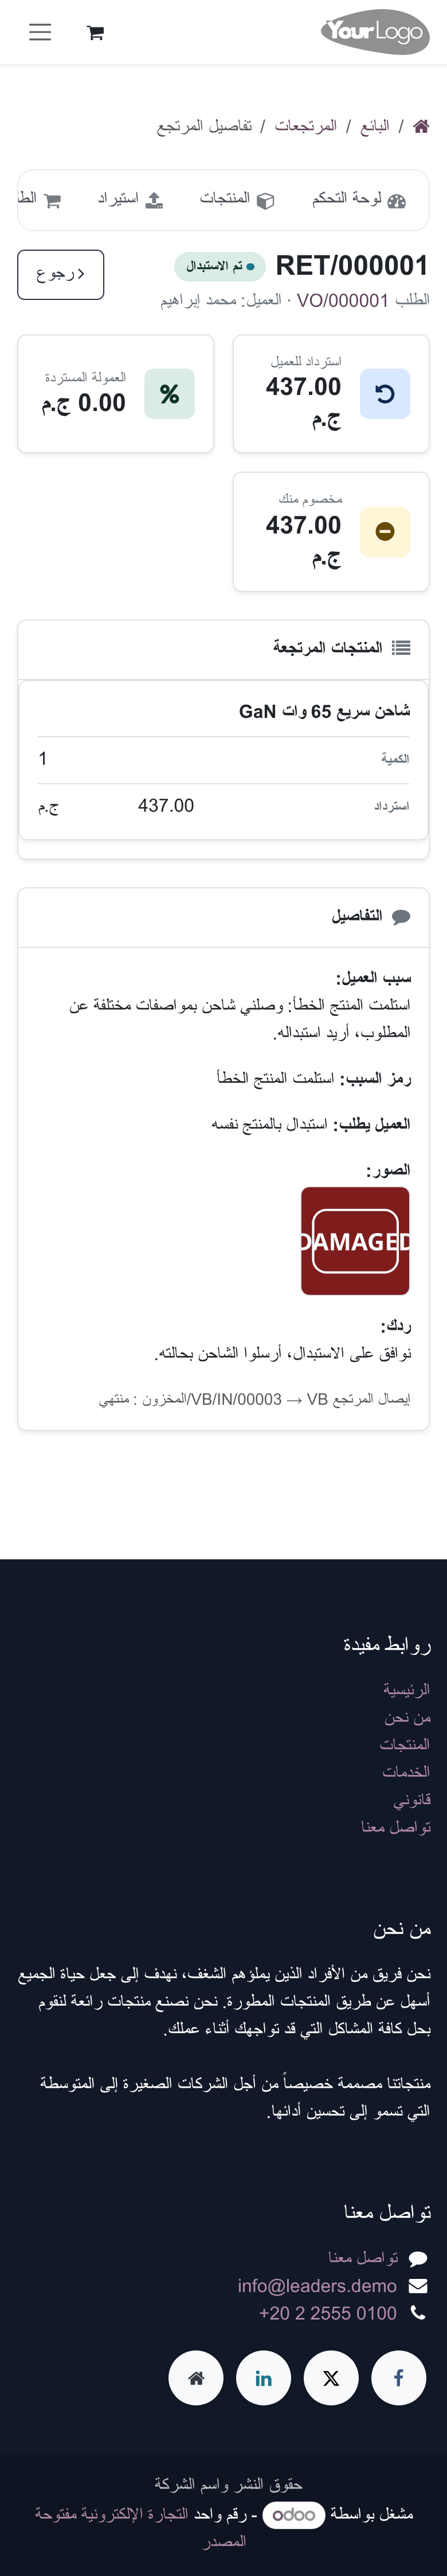 YourLogo
/ البائع / المرتجعات / تفاصيل المرتجع
لوحة التحكم المنتجات استيراد الطل
RET/000001 تم الاستبدال
رجوع
الطلب VO/000001 · العميل: محمد إبراهيم
استرداد للعميل
437.00
ج.م
العمولة المستردة
0.00 ج.م
مخصوم منك
437.00
ج.م
المنتجات المرتجعة
شاحن سريع 65 وات GaN
الكمية 1
استرداد 437.00 ج.م
التفاصيل
سبب العميل:
استلمت المنتج الخطأ: وصلني شاحن بمواصفات مختلفة عن
المطلوب، أريد استبداله.
رمز السبب: استلمت المنتج الخطأ
العميل يطلب: استبدال بالمنتج نفسه
الصور:
DAMAGED
ردك:
نوافق على الاستبدال، أرسلوا الشاحن بحالته.
إيصال المرتجع VB/IN/00003 → VB/المخزون : منتهي
روابط مفيدة
الرئيسية
من نحن
المنتجات
الخدمات
قانوني
تواصل معنا
من نحن
نحن فريق من الأفراد الذين يملؤهم الشغف، نهدف إلى جعل حياة الجميع
أسهل عن طريق المنتجات المطورة. نحن نصنع منتجات رائعة لنقوم
بحل كافة المشاكل التي قد تواجهك أثناء عملك.
منتجاتنا مصممة خصيصاً من أجل الشركات الصغيرة إلى المتوسطة
التي تسمو إلى تحسين أدائها.
تواصل معنا
تواصل معنا
info@leaders.demo
+20 2 2555 0100
حقوق النشر واسم الشركة
مشغل بواسطة odoo - رقم واحد التجارة الإلكترونية مفتوحة
المصدر